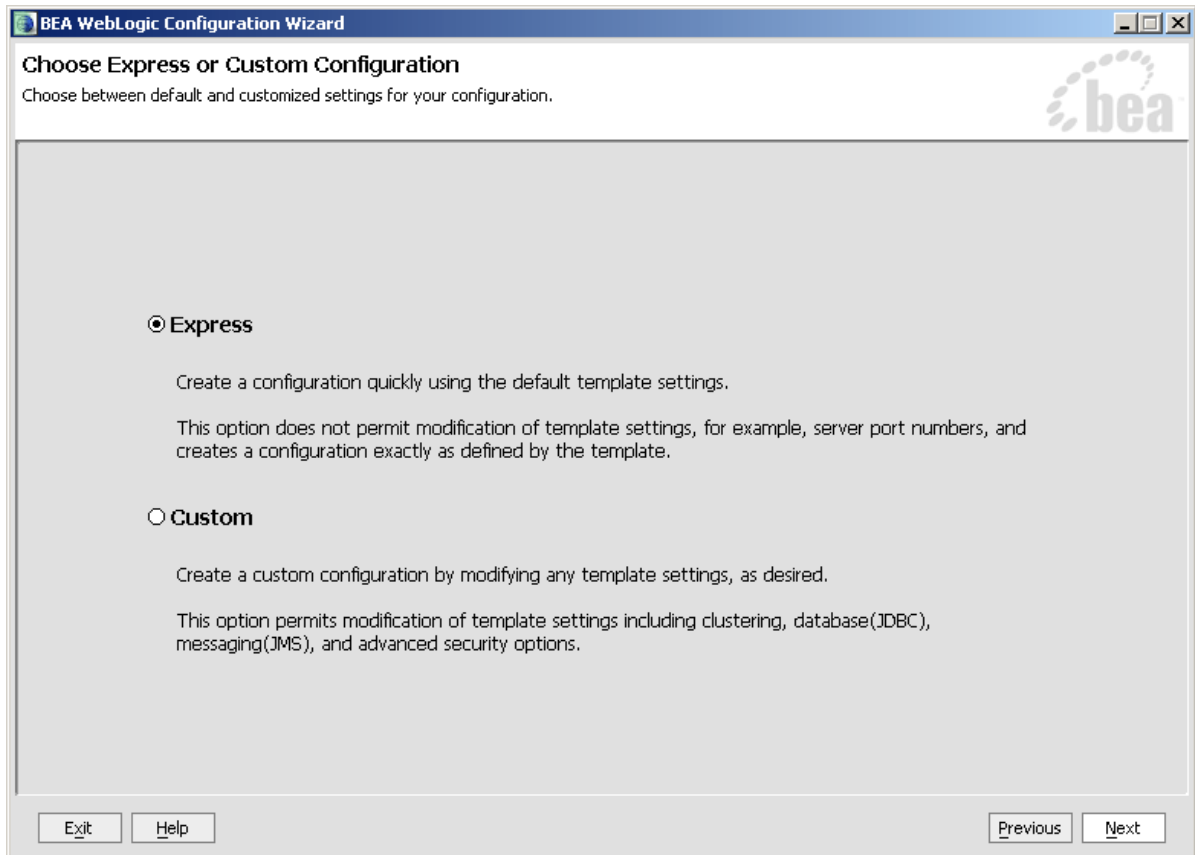 BEA WebLogic Configuration Wizard
Choose Express or Custom Configuration
Choose between default and customized settings for your configuration.
bea
Express
Create a configuration quickly using the default template settings.
This option does not permit modification of template settings, for example, server port numbers, and
creates a configuration exactly as defined by the template.
Custom
Create a custom configuration by modifying any template settings, as desired.
This option permits modification of template settings including clustering, database(JDBC),
messaging(JMS), and advanced security options.
Exit Help Previous Next